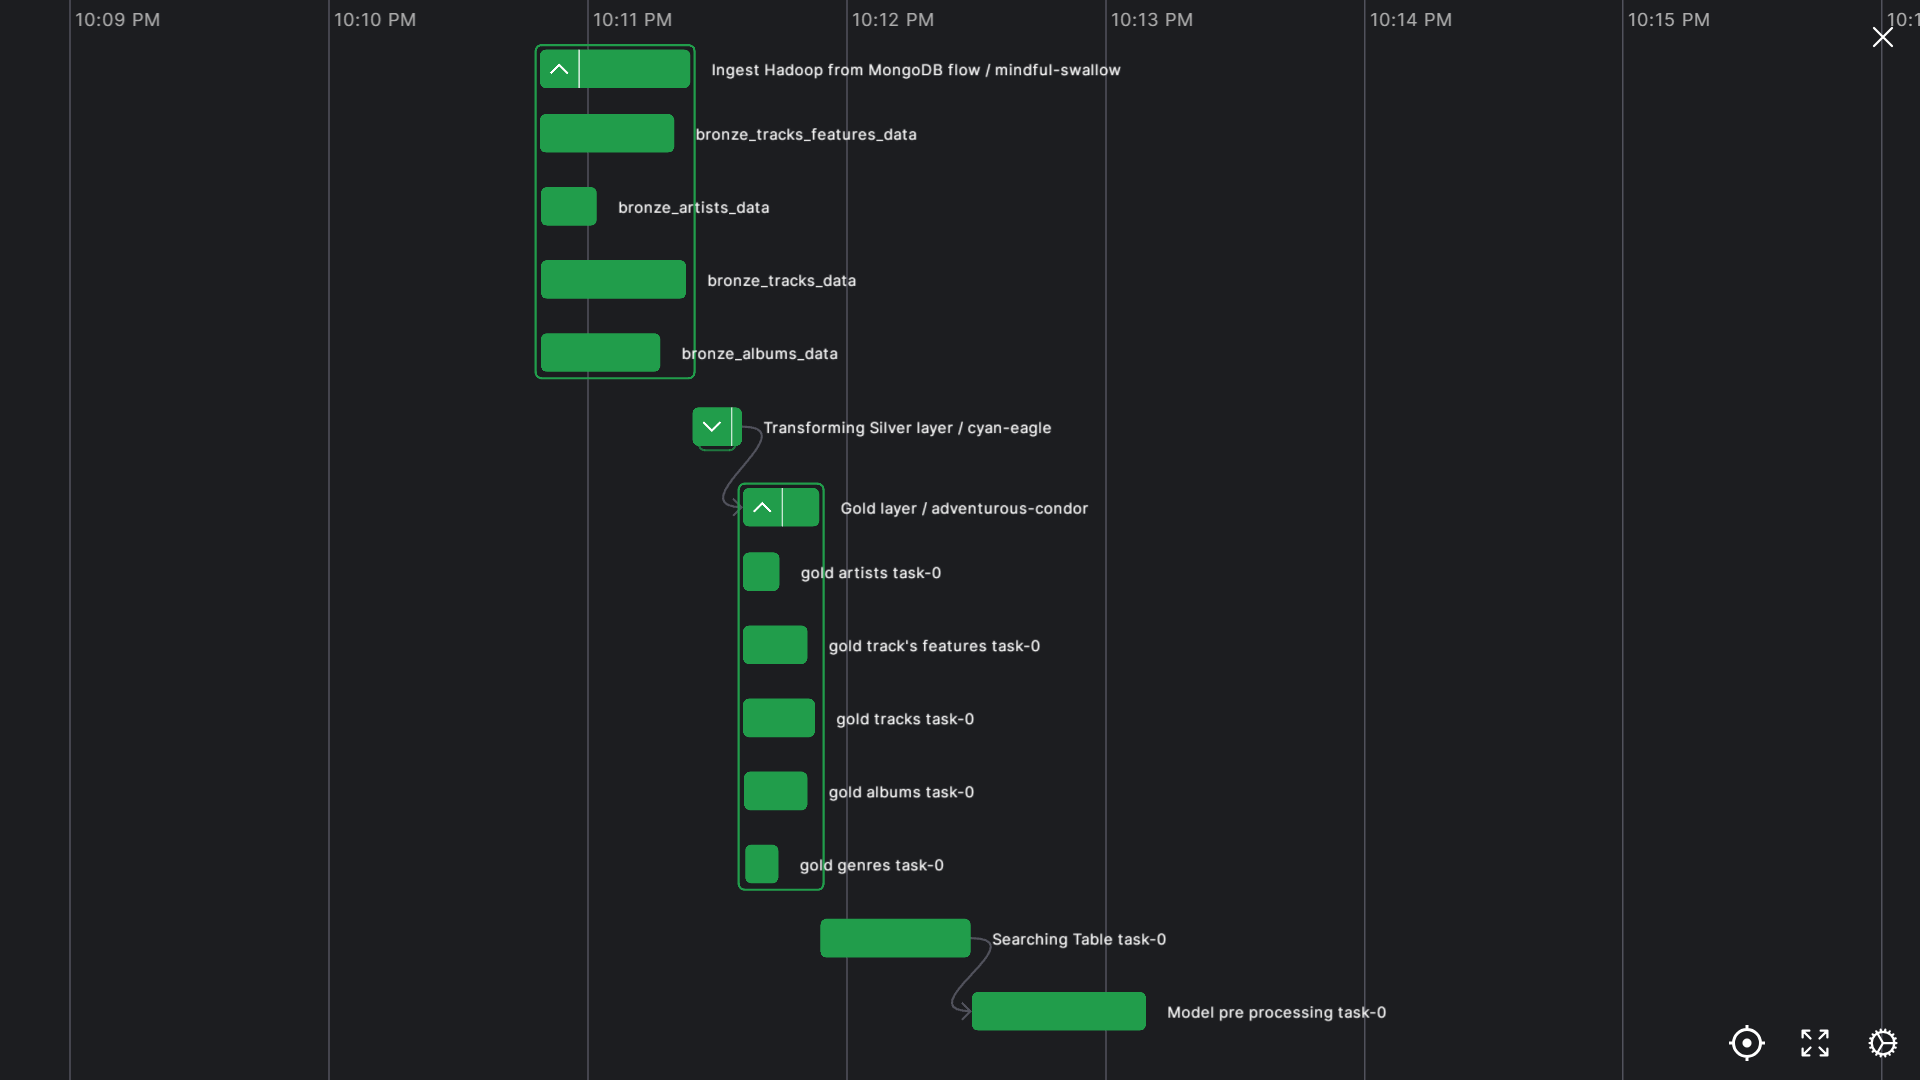 10:09 PM 10:10 PM 10:11 PM 10:12 PM 10:13 PM 10:14 PM 10:15 PM 10:1
Ingest Hadoop from MongoDB flow / mindful-swallow
bronze_tracks_features_data
bronze_artists_data
bronze_tracks_data
bronze_albums_data
Transforming Silver layer / cyan-eagle
Gold layer / adventurous-condor
gold artists task-0
gold track's features task-0
gold tracks task-0
gold albums task-0
gold genres task-0
Searching Table task-0
Model pre processing task-0